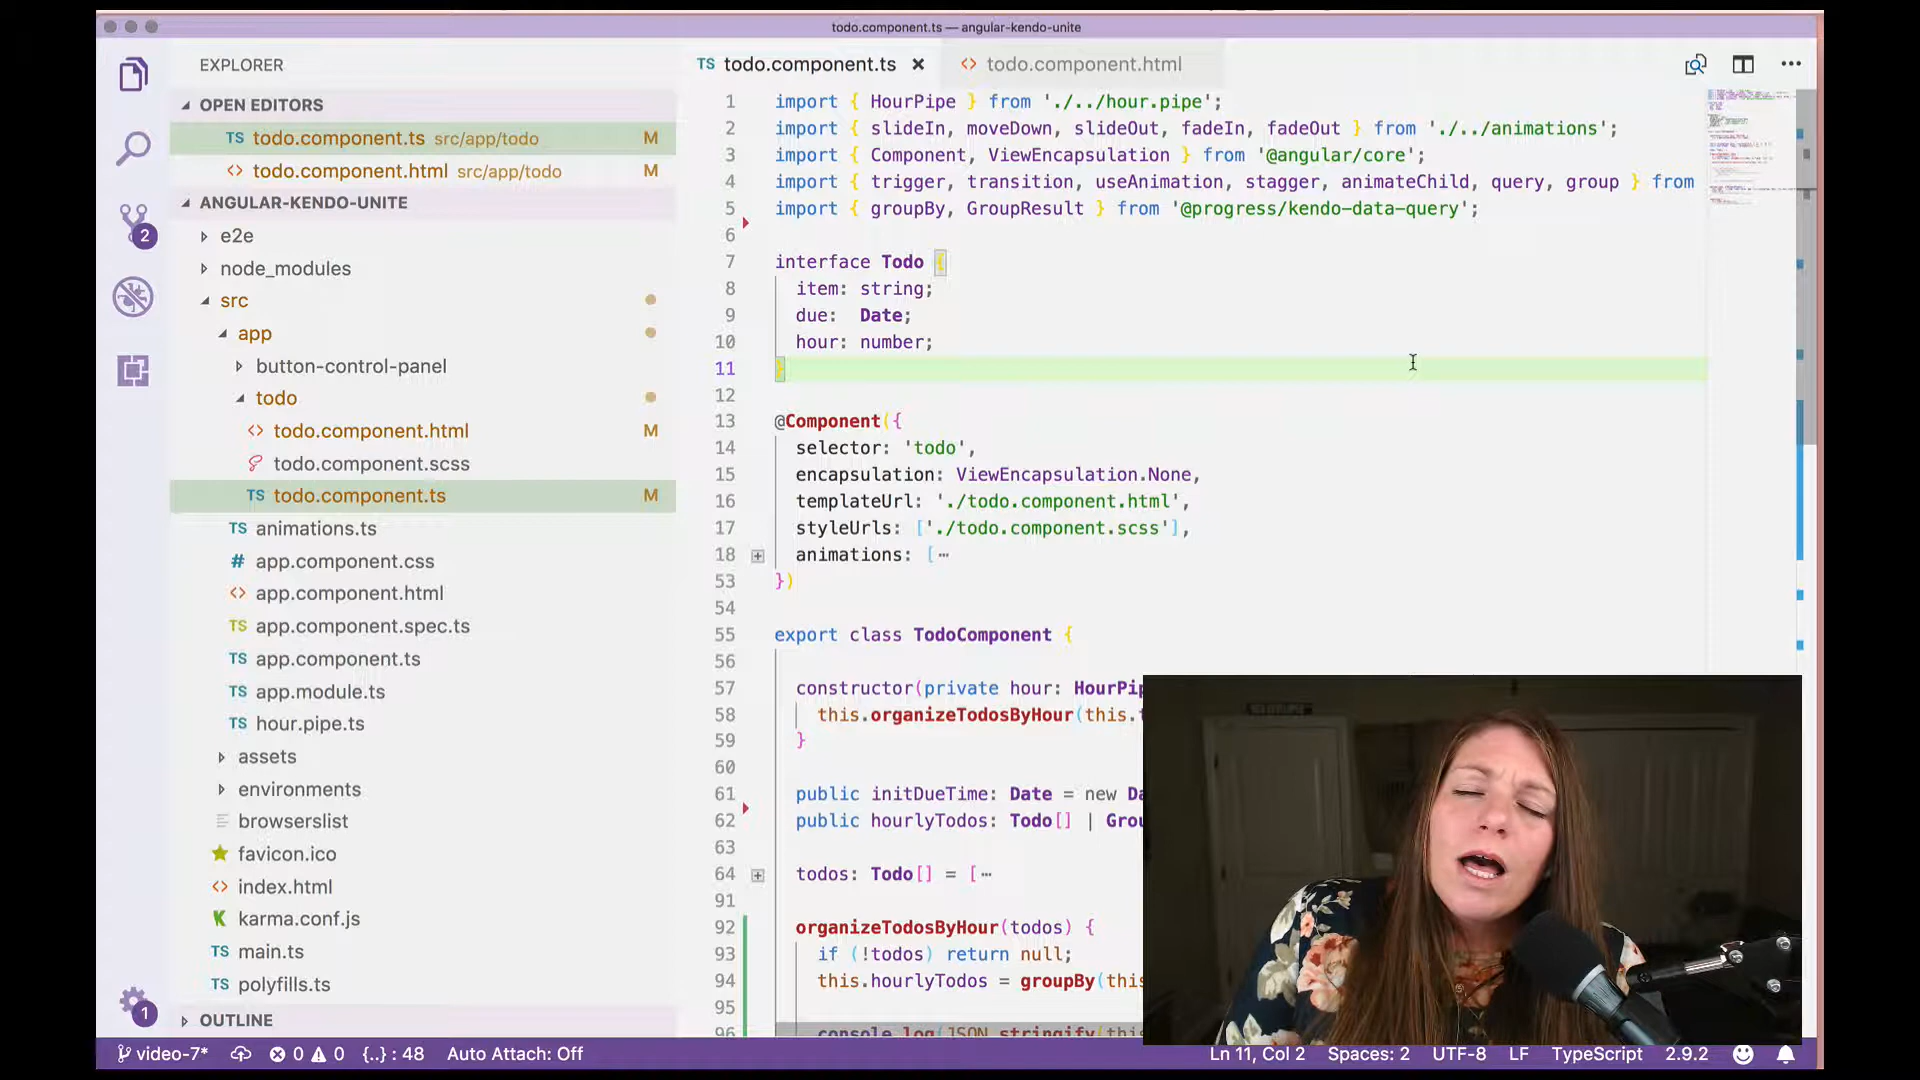 todo.component.ts — angular-kendo-unite
EXPLORER
OPEN EDITORS
TS todo.component.ts src/app/todo M
<> todo.component.html src/app/todo M
ANGULAR-KENDO-UNITE
2
e2e
node_modules
src
app
button-control-panel
todo
<> todo.component.html M
todo.component.scss
TS todo.component.ts M
TS animations.ts
# app.component.css
<> app.component.html
TS app.component.spec.ts
TS app.component.ts
TS app.module.ts
TS hour.pipe.ts
assets
environments
browserslist
favicon.ico
<> index.html
karma.conf.js
TS main.ts
TS polyfills.ts
1
OUTLINE
TS todo.component.ts × <> todo.component.html
1 import { HourPipe } from './../hour.pipe';
2 import { slideIn, moveDown, slideOut, fadeIn, fadeOut } from './../animations';
3 import { Component, ViewEncapsulation } from '@angular/core';
4 import { trigger, transition, useAnimation, stagger, animateChild, query, group } from
5 import { groupBy, GroupResult } from '@progress/kendo-data-query';
6
7 interface Todo {
8 item: string;
9 due: Date;
10 hour: number;
11 }
12
13 @Component({
14 selector: 'todo',
15 encapsulation: ViewEncapsulation.None,
16 templateUrl: './todo.component.html',
17 styleUrls: ['./todo.component.scss'],
18 animations: [⋯
53 })
54
55 export class TodoComponent {
56
57 constructor(private hour: HourPip
58 this.organizeTodosByHour(this.
59 }
60
61 public initDueTime: Date = new Da
62 public hourlyTodos: Todo[] | Grou
63
64 todos: Todo[] = [⋯
91
92 organizeTodosByHour(todos) {
93 if (!todos) return null;
94 this.hourlyTodos = groupBy(this
95
96 console.log(JSON.stringify(this
video-7* 0 0 {..} : 48 Auto Attach: Off Ln 11, Col 2 Spaces: 2 UTF-8 LF TypeScript 2.9.2